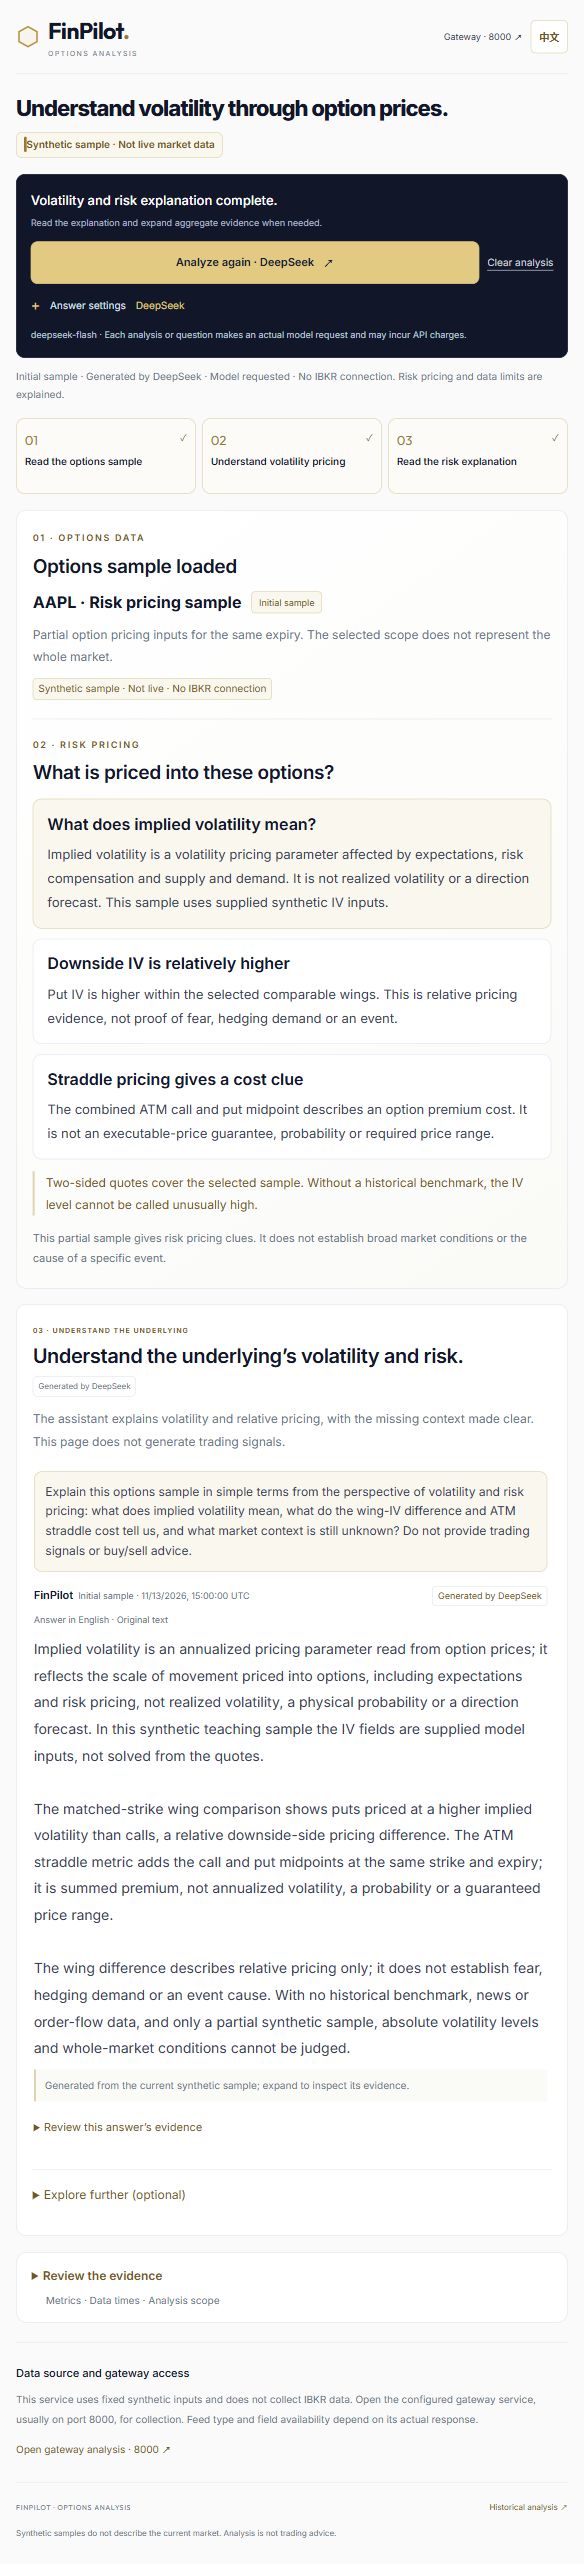 FinPilot.
OPTIONS ANALYSIS
Gateway · 8000 ↗
中文
Understand volatility through option prices.
Synthetic sample · Not live market data
Volatility and risk explanation complete.
Read the explanation and expand aggregate evidence when needed.
Analyze again · DeepSeek ↗
Clear analysis
+ Answer settings DeepSeek
deepseek-flash · Each analysis or question makes an actual model request and may incur API charges.
Initial sample · Generated by DeepSeek · Model requested · No IBKR connection. Risk pricing and data limits are
explained.
01 ✓
Read the options sample
02 ✓
Understand volatility pricing
03 ✓
Read the risk explanation
01 · OPTIONS DATA
Options sample loaded
AAPL · Risk pricing sample Initial sample
Partial option pricing inputs for the same expiry. The selected scope does not represent the
whole market.
Synthetic sample · Not live · No IBKR connection
02 · RISK PRICING
What is priced into these options?
What does implied volatility mean?
Implied volatility is a volatility pricing parameter affected by expectations, risk
compensation and supply and demand. It is not realized volatility or a direction
forecast. This sample uses supplied synthetic IV inputs.
Downside IV is relatively higher
Put IV is higher within the selected comparable wings. This is relative pricing
evidence, not proof of fear, hedging demand or an event.
Straddle pricing gives a cost clue
The combined ATM call and put midpoint describes an option premium cost. It
is not an executable-price guarantee, probability or required price range.
Two-sided quotes cover the selected sample. Without a historical benchmark, the IV
level cannot be called unusually high.
This partial sample gives risk pricing clues. It does not establish broad market conditions or the
cause of a specific event.
03 · UNDERSTAND THE UNDERLYING
Understand the underlying’s volatility and risk.
Generated by DeepSeek
The assistant explains volatility and relative pricing, with the missing context made clear.
This page does not generate trading signals.
Explain this options sample in simple terms from the perspective of volatility and risk
pricing: what does implied volatility mean, what do the wing-IV difference and ATM
straddle cost tell us, and what market context is still unknown? Do not provide trading
signals or buy/sell advice.
FinPilot Initial sample · 11/13/2026, 15:00:00 UTC
Generated by DeepSeek
Answer in English · Original text
Implied volatility is an annualized pricing parameter read from option prices; it
reflects the scale of movement priced into options, including expectations
and risk pricing, not realized volatility, a physical probability or a direction
forecast. In this synthetic teaching sample the IV fields are supplied model
inputs, not solved from the quotes.
The matched-strike wing comparison shows puts priced at a higher implied
volatility than calls, a relative downside-side pricing difference. The ATM
straddle metric adds the call and put midpoints at the same strike and expiry;
it is summed premium, not annualized volatility, a probability or a guaranteed
price range.
The wing difference describes relative pricing only; it does not establish fear,
hedging demand or an event cause. With no historical benchmark, news or
order-flow data, and only a partial synthetic sample, absolute volatility levels
and whole-market conditions cannot be judged.
Generated from the current synthetic sample; expand to inspect its evidence.
▶ Review this answer’s evidence
▶ Explore further (optional)
▶ Review the evidence
Metrics · Data times · Analysis scope
Data source and gateway access
This service uses fixed synthetic inputs and does not collect IBKR data. Open the configured gateway service,
usually on port 8000, for collection. Feed type and field availability depend on its actual response.
Open gateway analysis · 8000 ↗
FINPILOT · OPTIONS ANALYSIS
Historical analysis ↗
Synthetic samples do not describe the current market. Analysis is not trading advice.